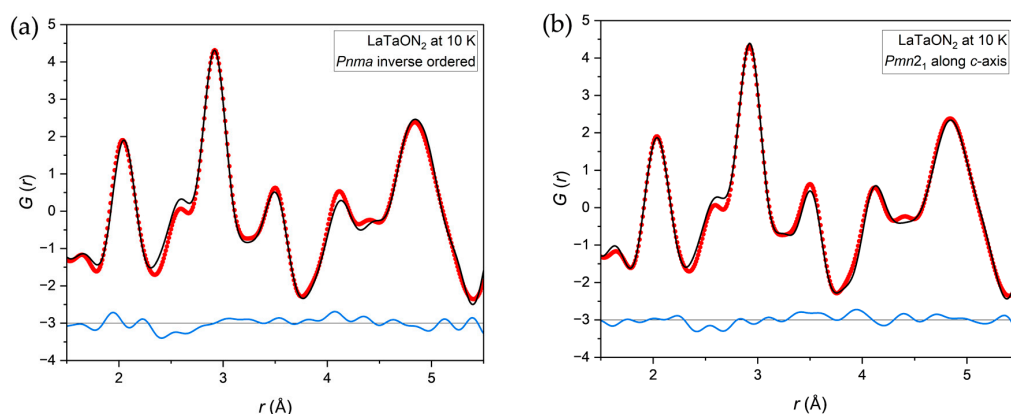 (a)
LaTaON₂ at 10 K
Pnma inverse ordered
G (r)
5
4
3
2
1
0
−1
−2
−3
−4
2 3 4 5
r (Å)
(b)
LaTaON₂ at 10 K
Pmn2₁ along c-axis
G (r)
5
4
3
2
1
0
−1
−2
−3
−4
2 3 4 5
r (Å)